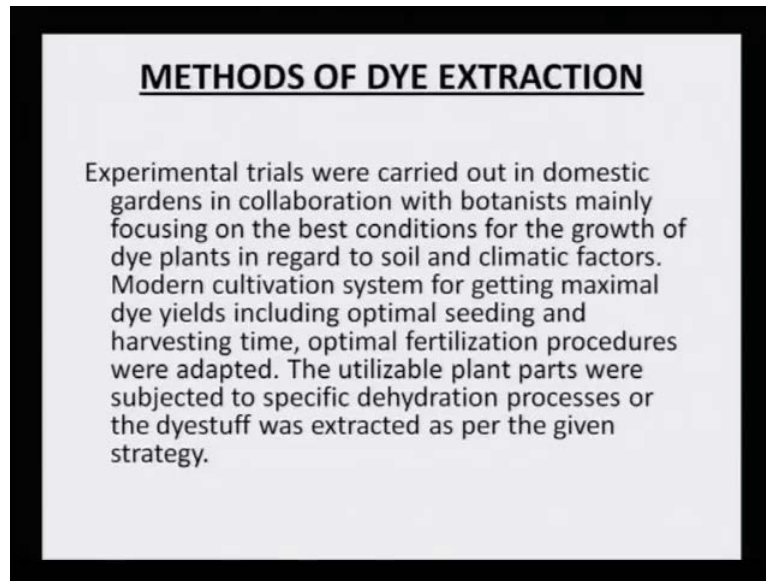 METHODS OF DYE EXTRACTION
Experimental trials were carried out in domestic
gardens in collaboration with botanists mainly
focusing on the best conditions for the growth of
dye plants in regard to soil and climatic factors.
Modern cultivation system for getting maximal
dye yields including optimal seeding and
harvesting time, optimal fertilization procedures
were adapted. The utilizable plant parts were
subjected to specific dehydration processes or
the dyestuff was extracted as per the given
strategy.